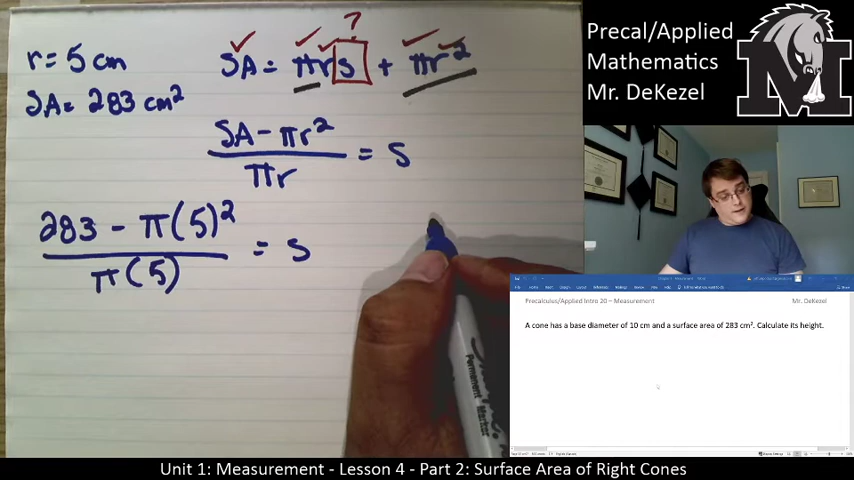 r = 5 cm
SA = 283 cm²
?
SA = πrs + πr²
SA - πr²
πr
= s
283 - π(5)²
π(5)
= s
Permanent
Marker
Precal/Applied
Mathematics
Mr. DeKezel
M
Precalculus/Applied Intro 20 – Measurement
Mr. DeKezel
A cone has a base diameter of 10 cm and a surface area of 283 cm². Calculate its height.
Unit 1: Measurement - Lesson 4 - Part 2: Surface Area of Right Cones